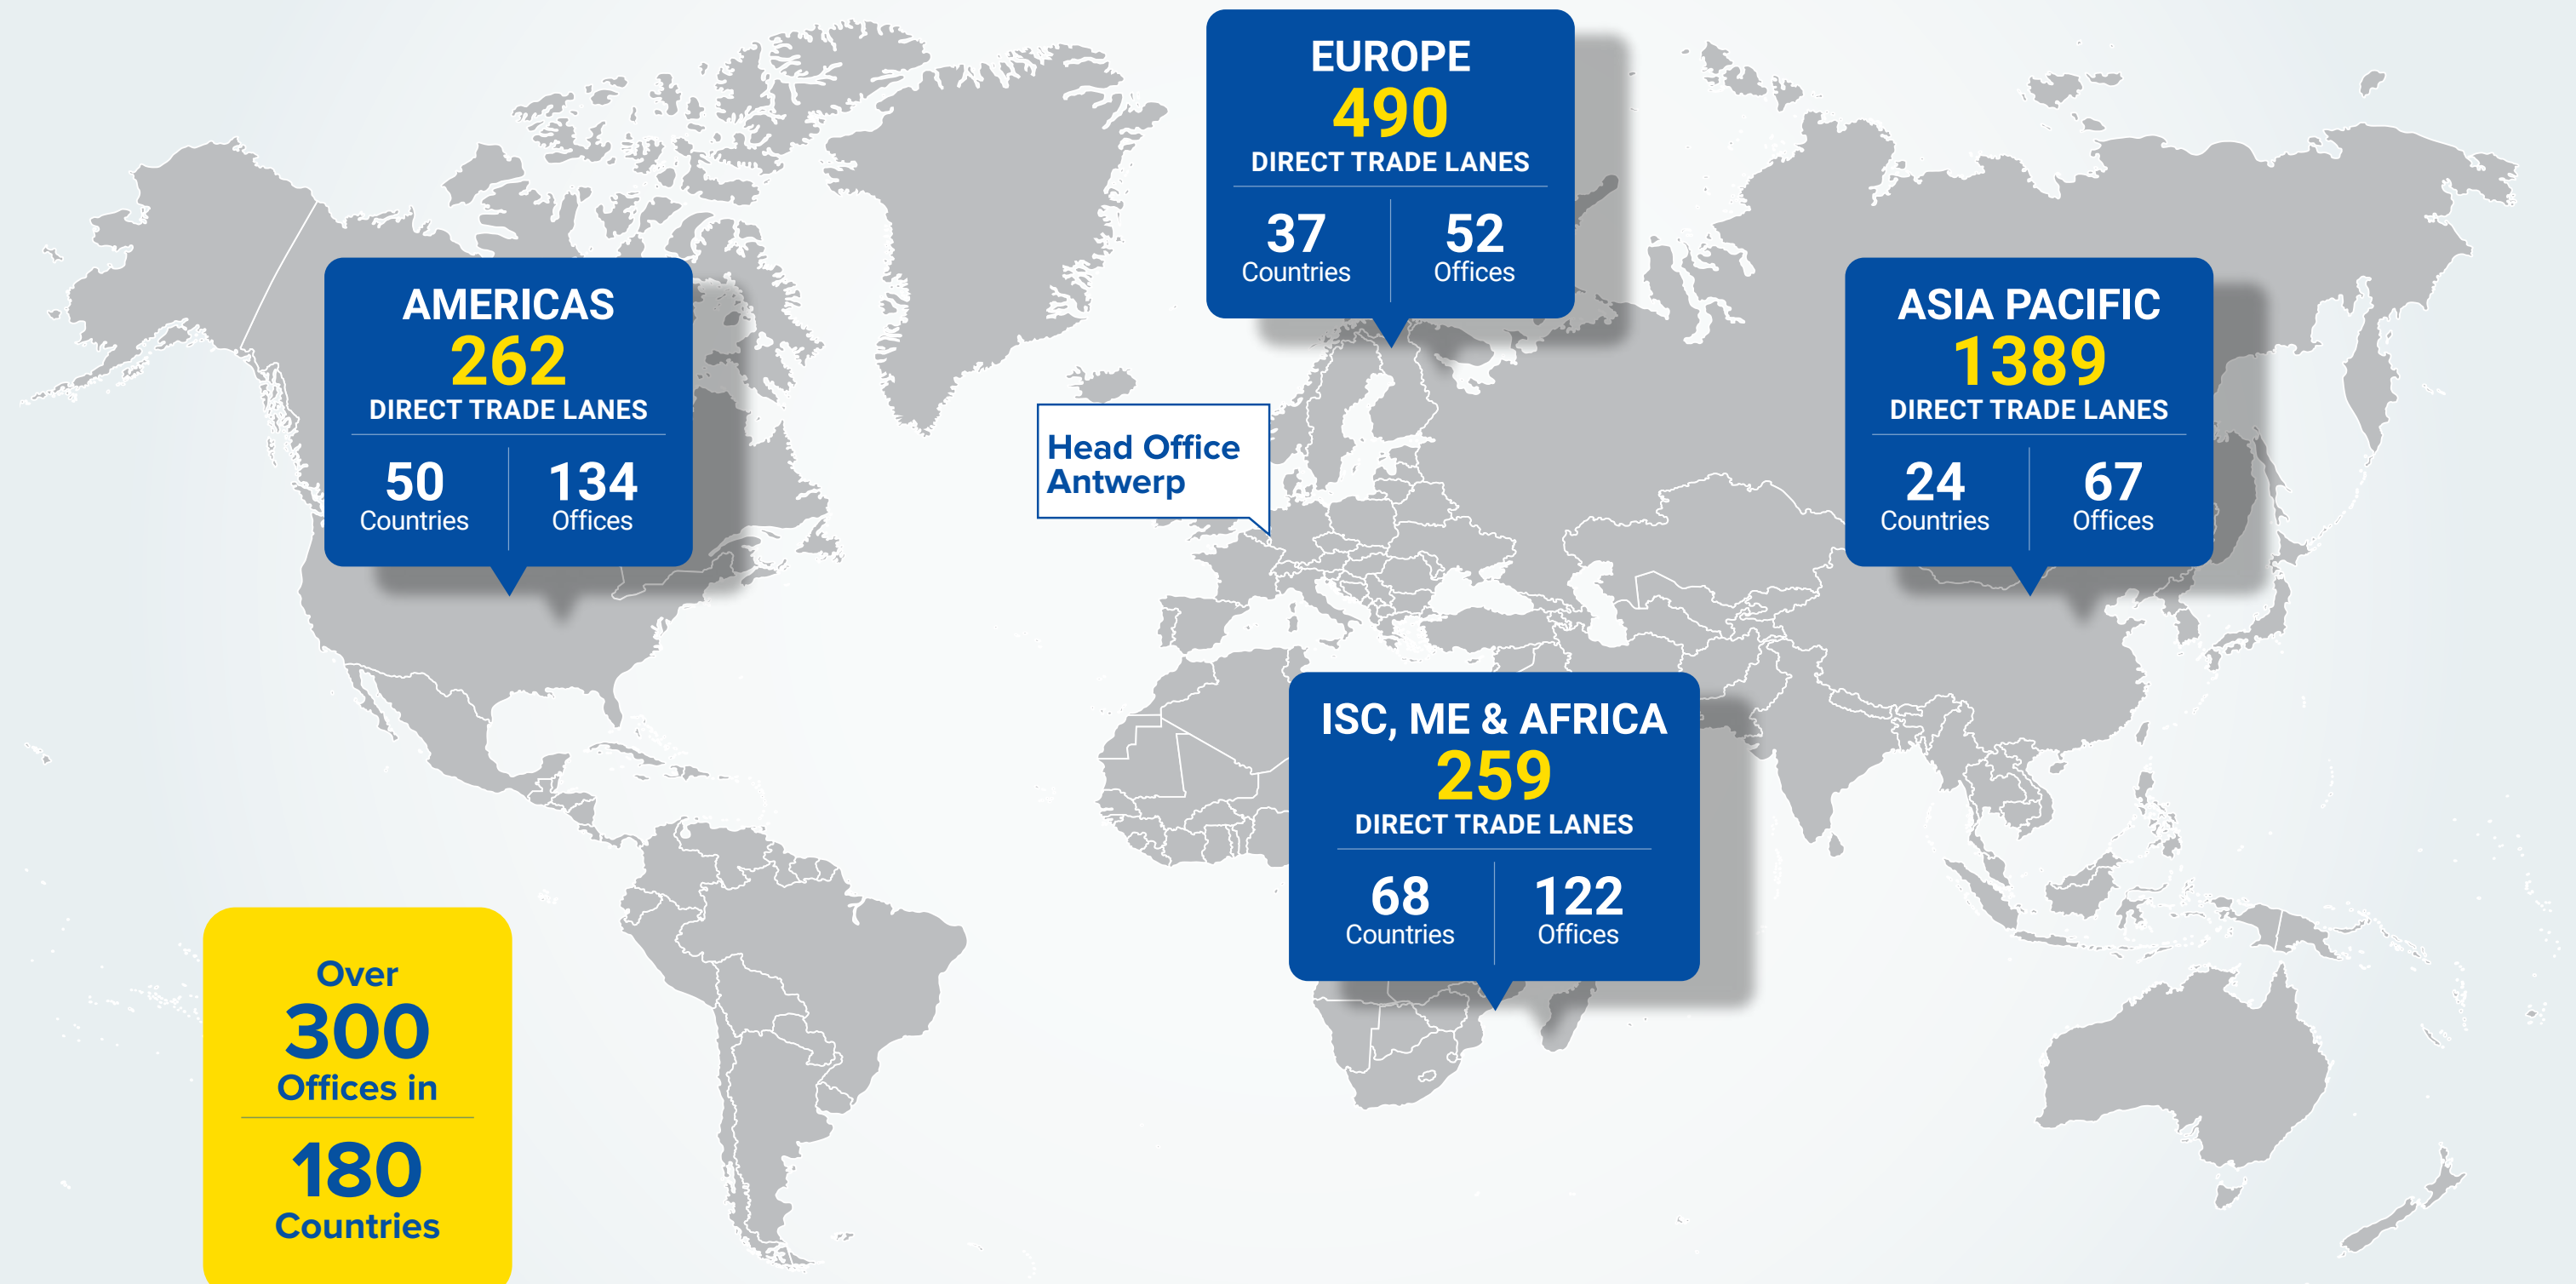 EUROPE
490
DIRECT TRADE LANES
37 52
Countries Offices
AMERICAS
262
DIRECT TRADE LANES
50 134
Countries Offices
ASIA PACIFIC
1389
DIRECT TRADE LANES
24 67
Countries Offices
Head Office
Antwerp
ISC, ME & AFRICA
259
DIRECT TRADE LANES
68 122
Countries Offices
Over
300
Offices in
180
Countries